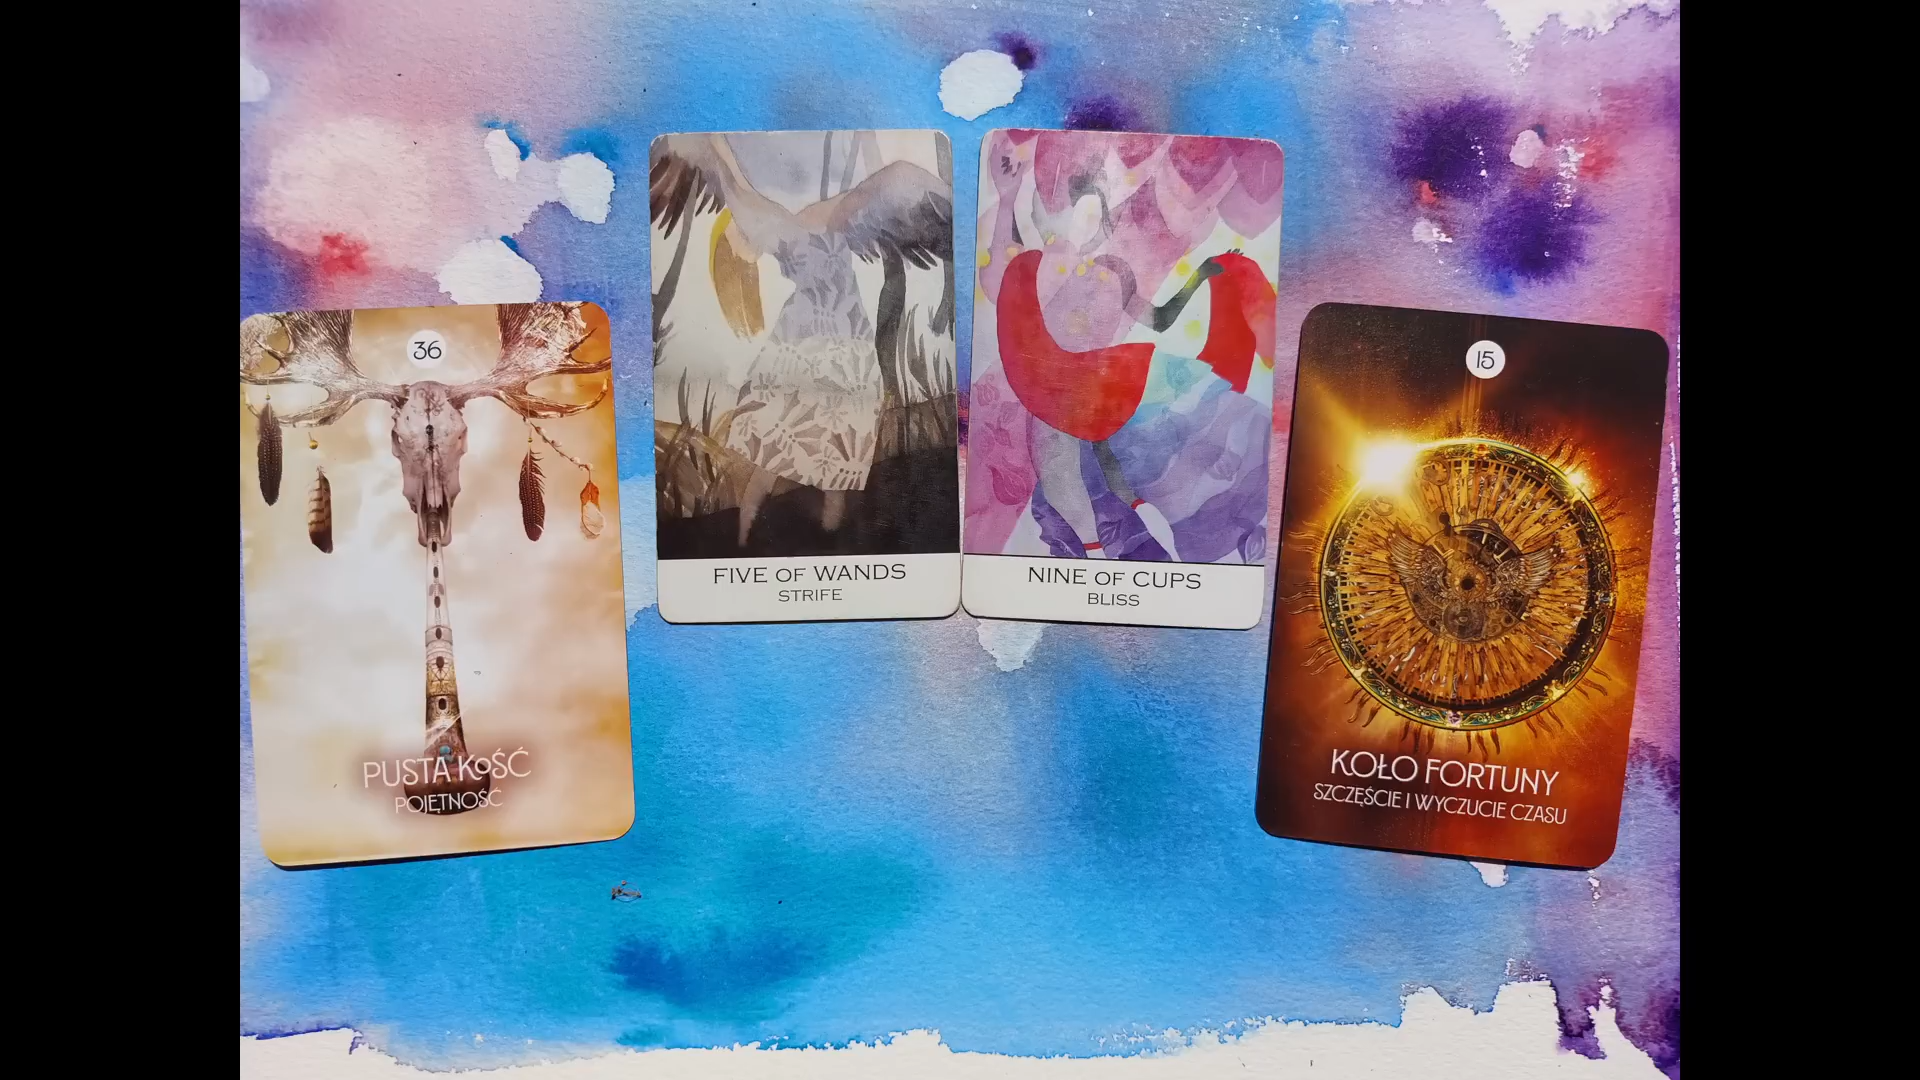 36
PUSTA KOŚĆ
POJĘTNOŚĆ
FIVE OF WANDS
STRIFE
NINE OF CUPS
BLISS
15
KOŁO FORTUNY
SZCZĘŚCIE I WYCZUCIE CZASU